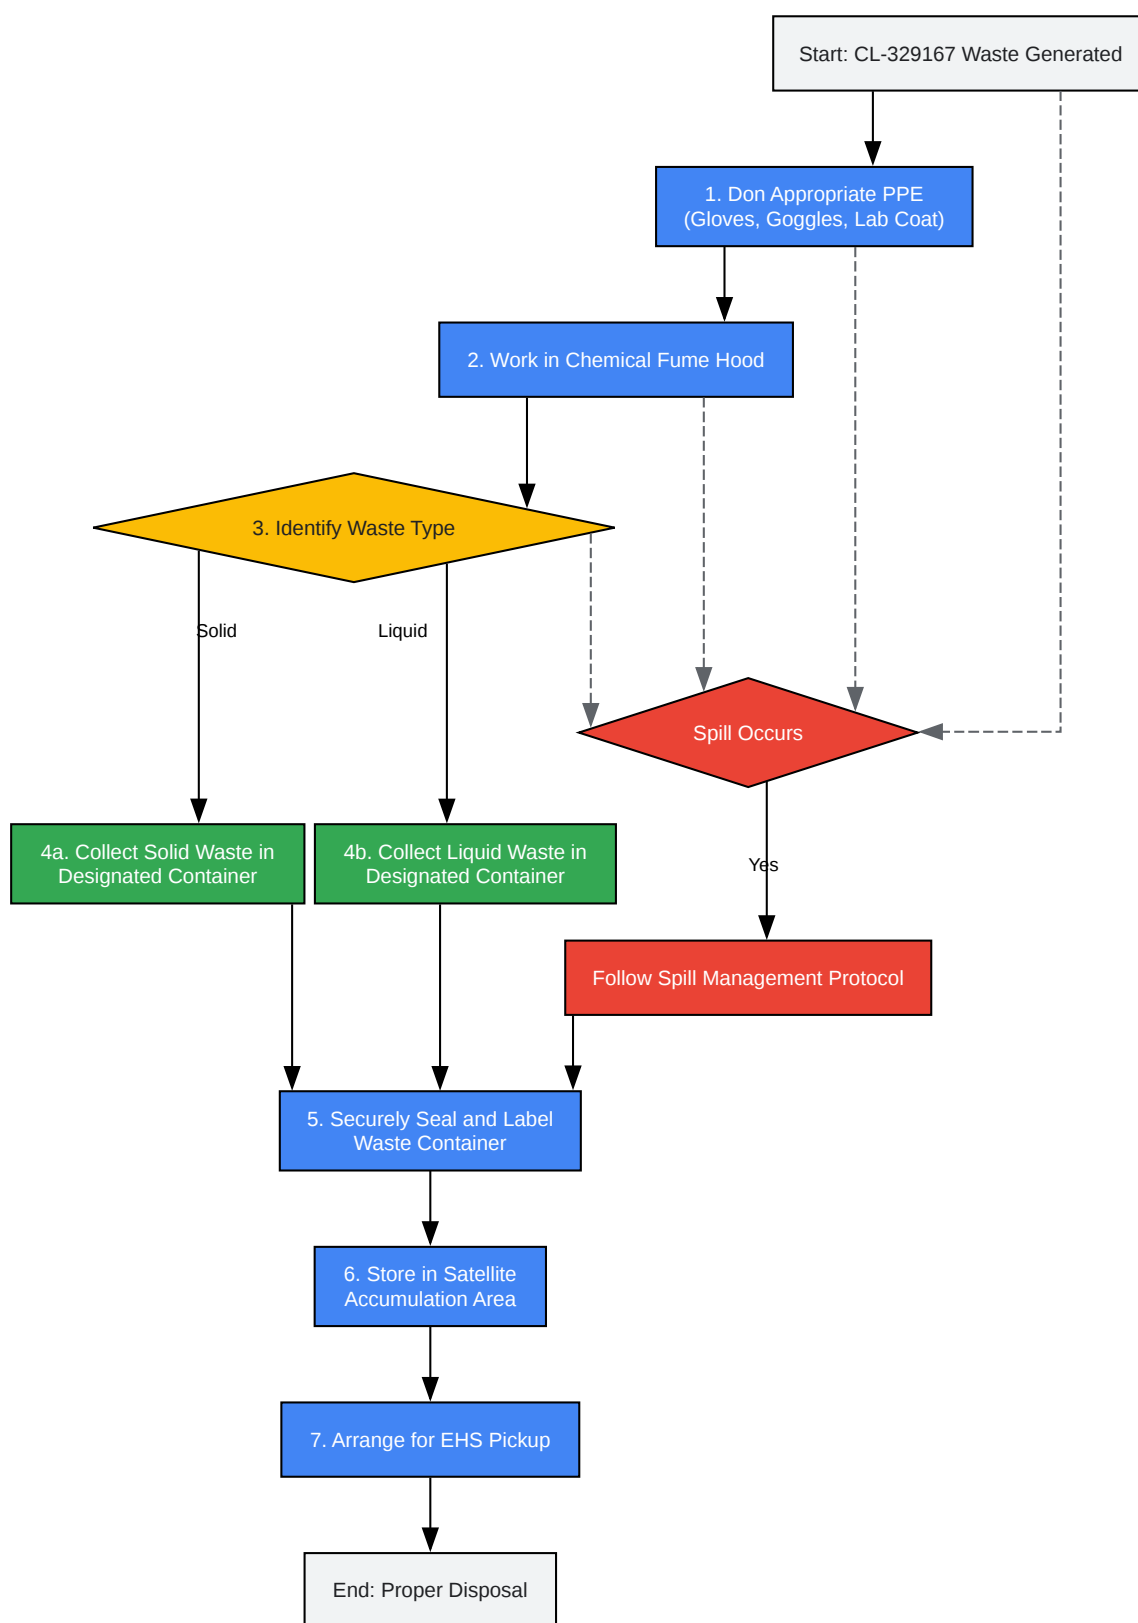 Start: CL-329167 Waste Generated
1. Don Appropriate PPE
(Gloves, Goggles, Lab Coat)
2. Work in Chemical Fume Hood
3. Identify Waste Type
Solid
Liquid
Spill Occurs
4a. Collect Solid Waste in
Designated Container
4b. Collect Liquid Waste in
Designated Container
Yes
Follow Spill Management Protocol
5. Securely Seal and Label
Waste Container
6. Store in Satellite
Accumulation Area
7. Arrange for EHS Pickup
End: Proper Disposal